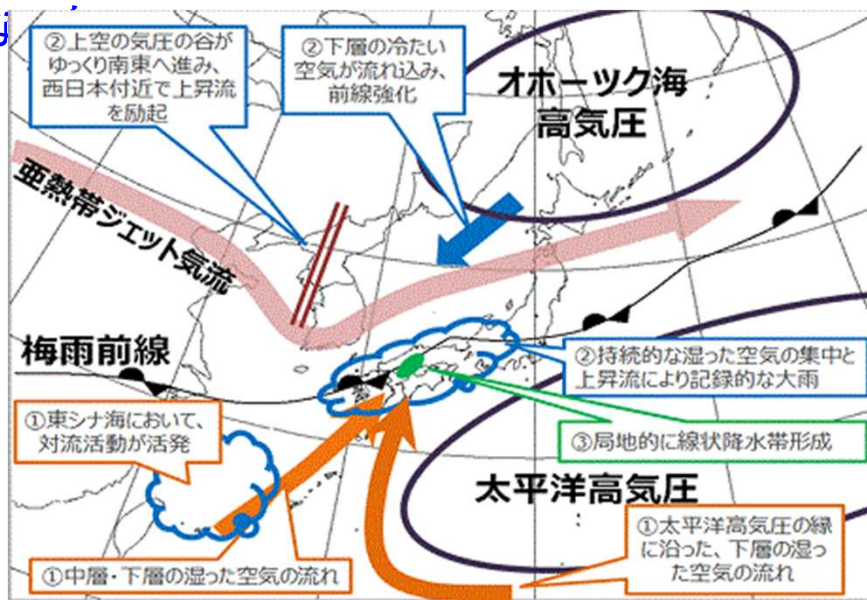 ②上空の気圧の谷が
ゆっくり南東へ進み、
西日本付近で上昇流
を励起
②下層の冷たい
空気が流れ込み、
前線強化
オホーツク海
高気圧
亜熱帯ジェット気流
梅雨前線
②持続的な湿った空気の集中と
上昇流により記録的な大雨
①東シナ海において、
対流活動が活発
③局地的に線状降水帯形成
太平洋高気圧
①太平洋高気圧の縁
に沿った、下層の湿っ
た空気の流れ
①中層・下層の湿った空気の流れ